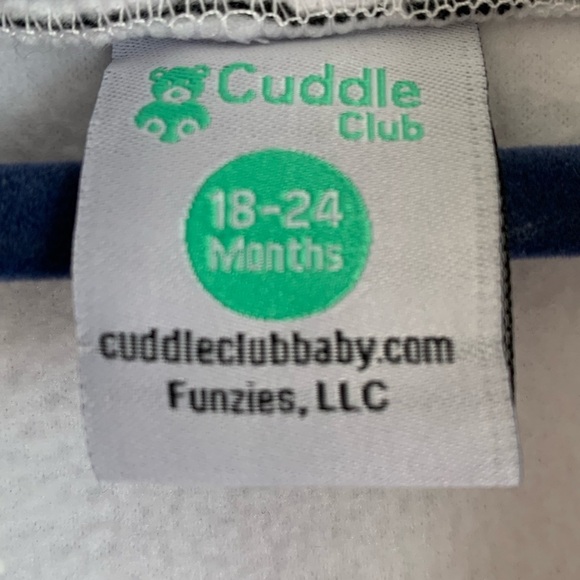 Cuddle
Club
18-24
Months
cuddleclubbaby.com
Funzies, LLC